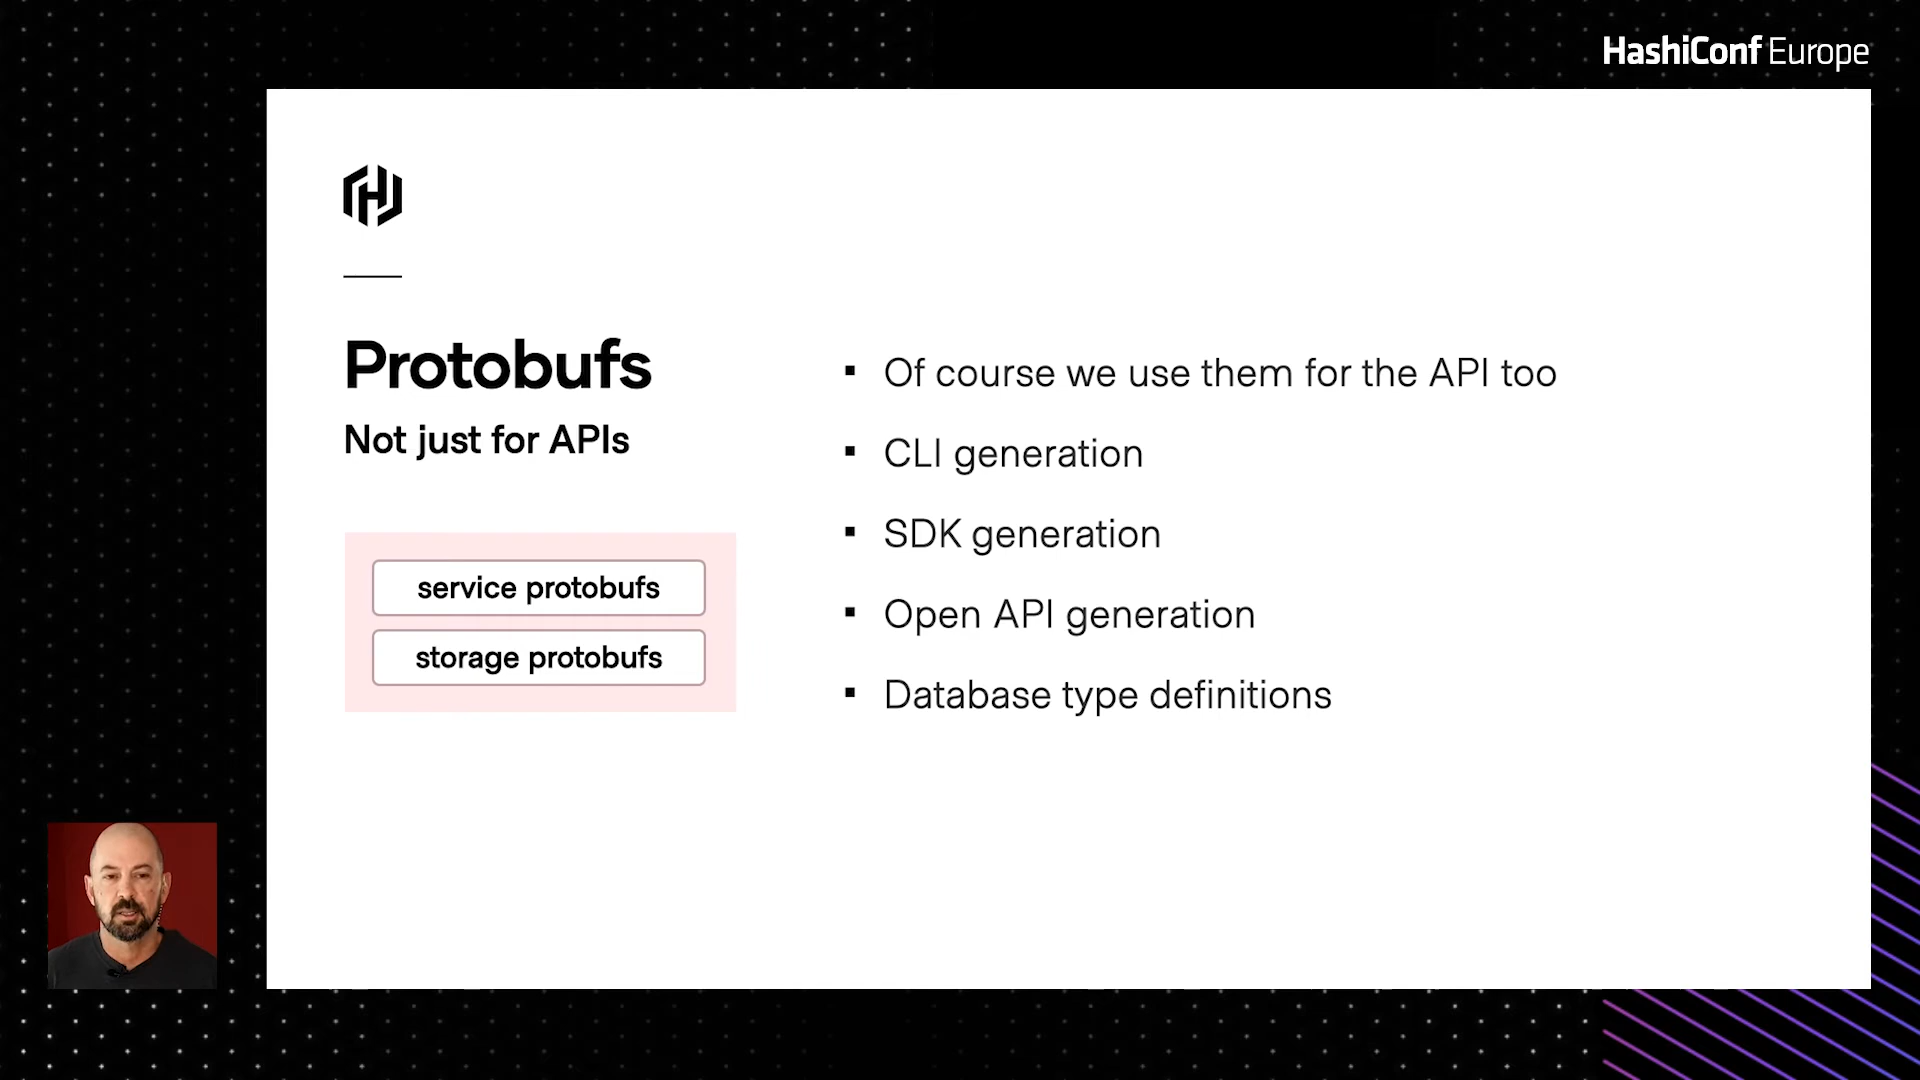 HashiConf Europe
Protobufs
Not just for APIs
service protobufs
storage protobufs
▪ Of course we use them for the API too
▪ CLI generation
▪ SDK generation
▪ Open API generation
▪ Database type definitions